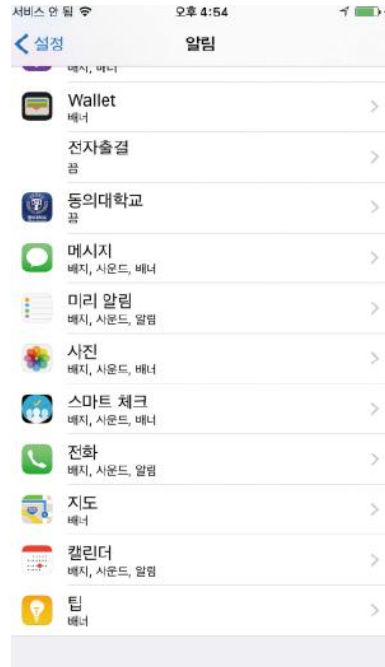 서비스 안 됨
오후 4:54
설정
알림
배지, 배너
Wallet
배너
전자출결
끔
동의대학교
끔
메시지
배지, 사운드, 배너
미리 알림
배지, 사운드, 알림
사진
배지, 사운드, 배너
스마트 체크
배지, 사운드, 배너
전화
배지, 사운드, 알림
지도
배너
캘린더
배지, 사운드, 알림
팁
배너